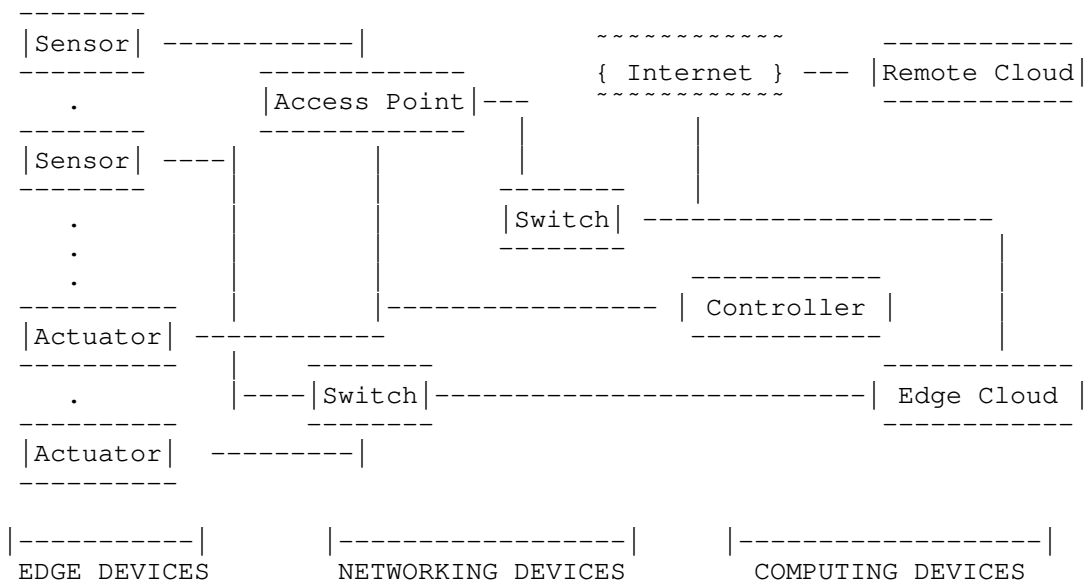 Sensor
Internet Remote Cloud
Access Point
Sensor
Switch
Controller
Actuator
Switch Edge Cloud
Actuator
EDGE DEVICES NETWORKING DEVICES COMPUTING DEVICES